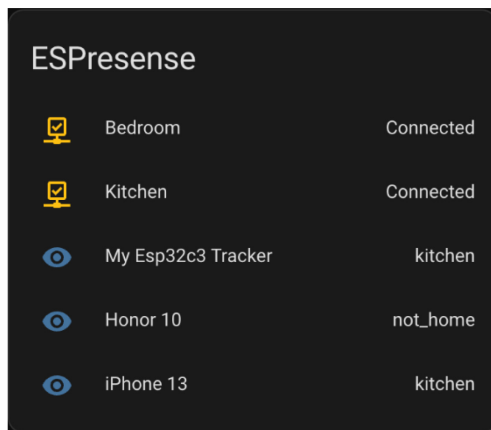 ESPresense
Bedroom Connected
Kitchen Connected
My Esp32c3 Tracker kitchen
Honor 10 not_home
iPhone 13 kitchen